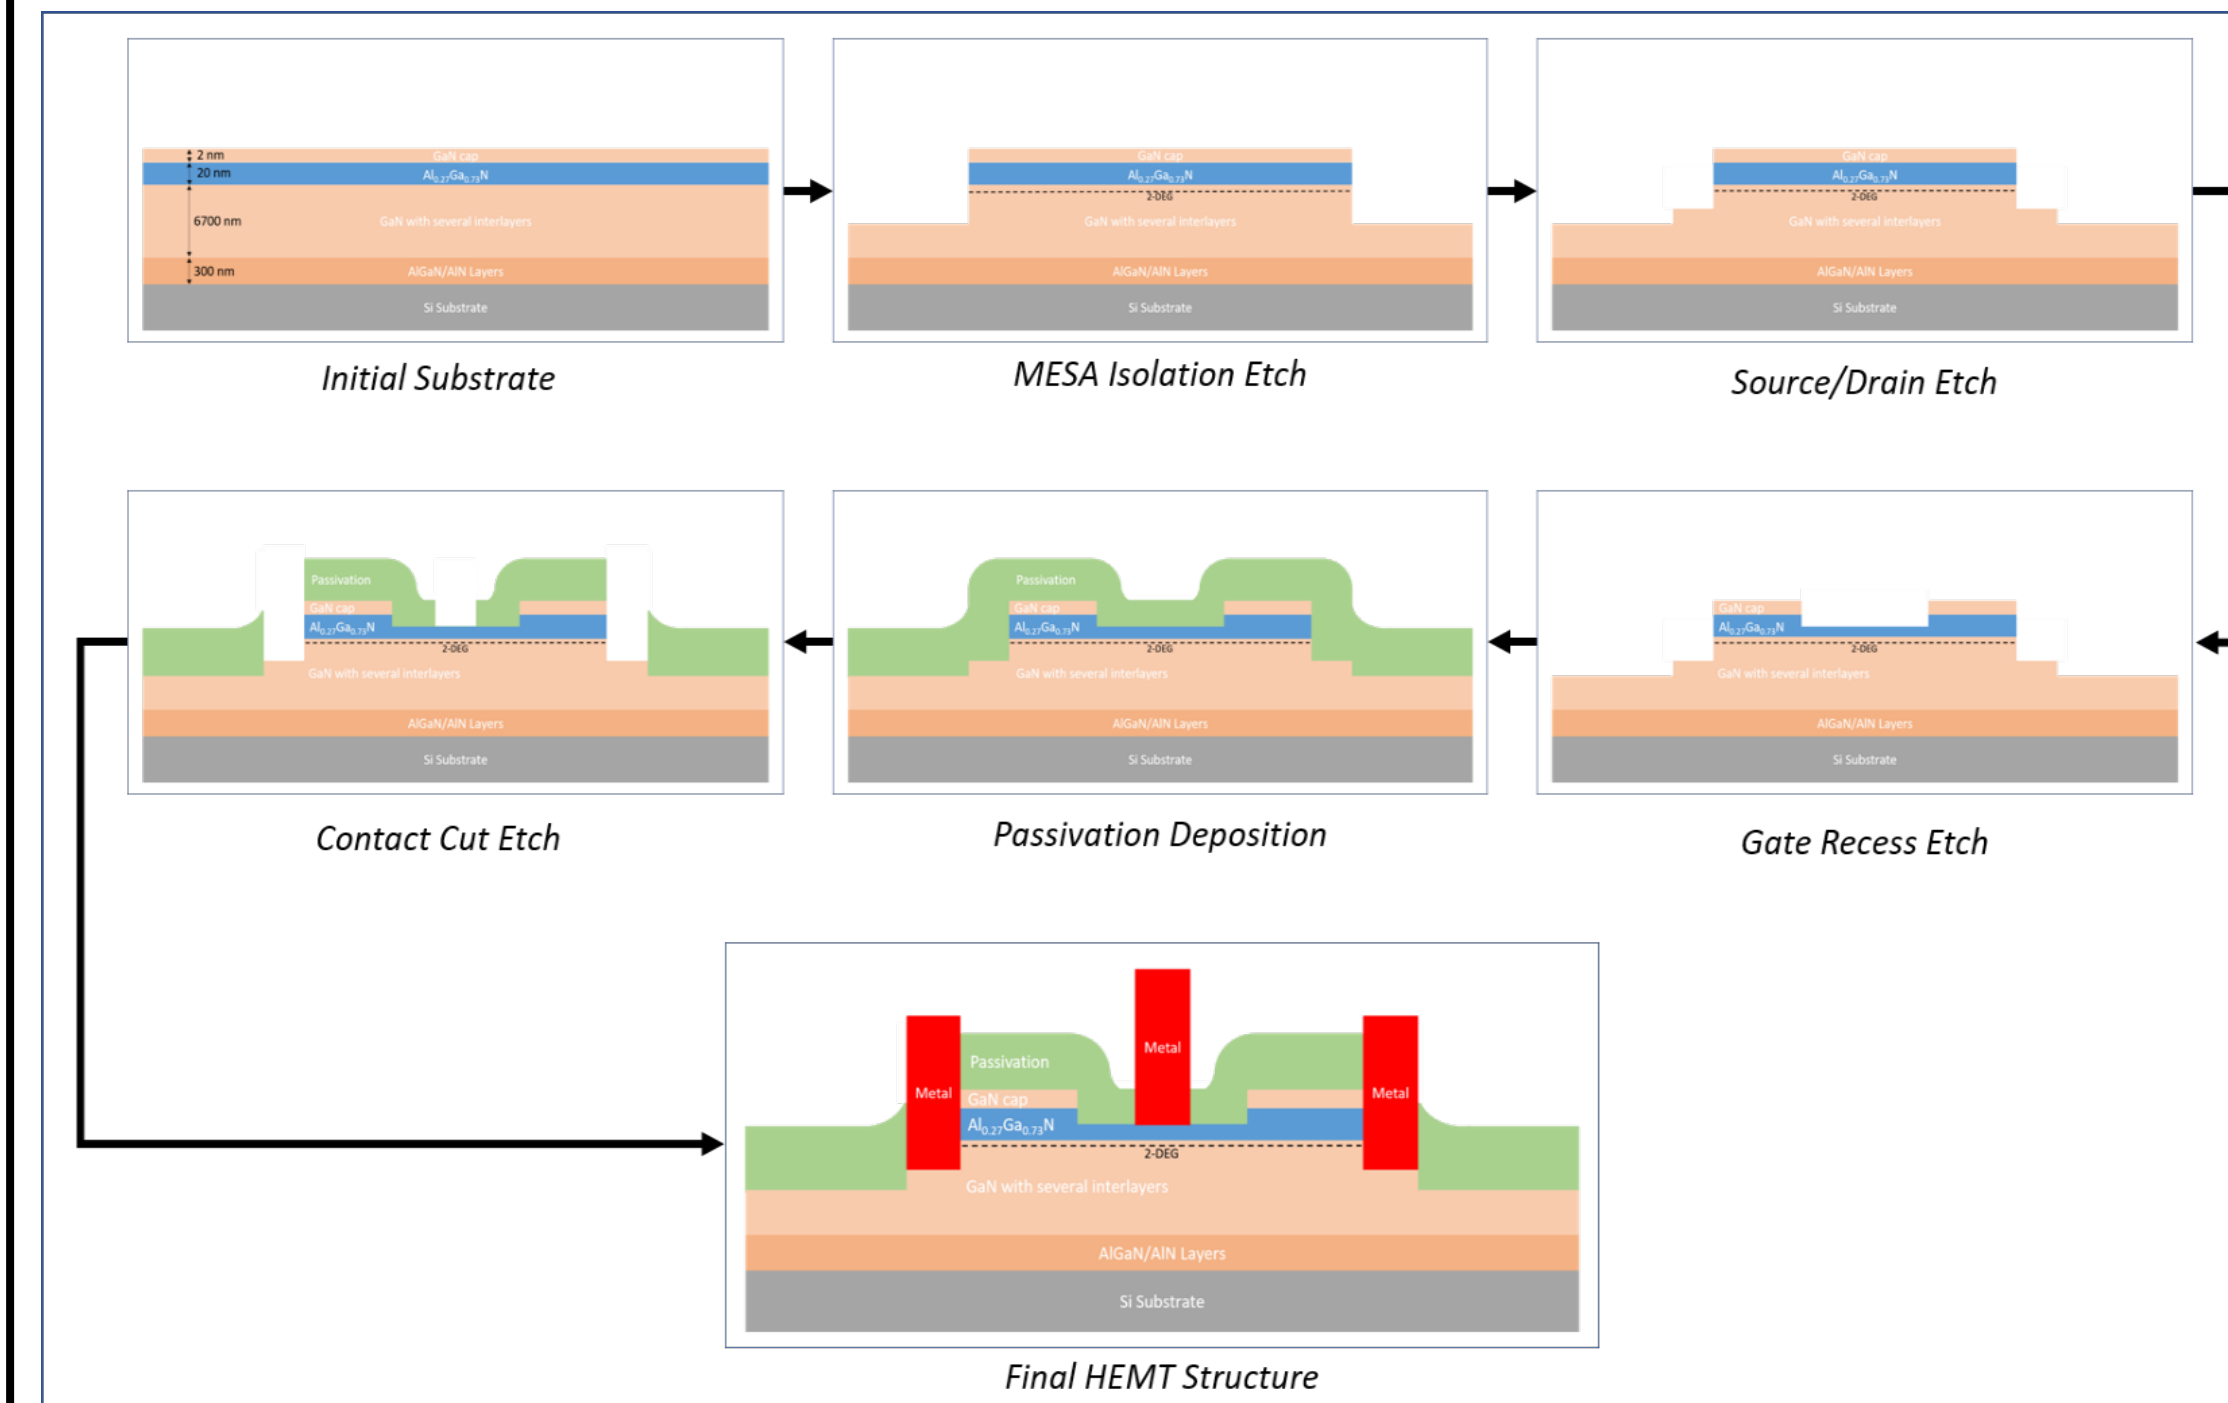 2 nm
GaN cap
20 nm
Al0.27Ga0.73N
6700 nm
GaN with several interlayers
300 nm
AlGaN/AlN Layers
Si Substrate
Initial Substrate
GaN cap
Al0.27Ga0.73N
2-DEG
GaN with several interlayers
AlGaN/AlN Layers
Si Substrate
MESA Isolation Etch
GaN cap
Al0.27Ga0.73N
2-DEG
GaN with several interlayers
AlGaN/AlN Layers
Si Substrate
Source/Drain Etch
Passivation
GaN cap
Al0.27Ga0.73N
2-DEG
GaN with several interlayers
AlGaN/AlN Layers
Si Substrate
Contact Cut Etch
Passivation
GaN cap
Al0.27Ga0.73N
2-DEG
GaN with several interlayers
AlGaN/AlN Layers
Si Substrate
Passivation Deposition
GaN cap
Al0.27Ga0.73N
2-DEG
GaN with several interlayers
AlGaN/AlN Layers
Si Substrate
Gate Recess Etch
Metal
Passivation
Metal
Metal
GaN cap
Al0.27Ga0.73N
2-DEG
GaN with several interlayers
AlGaN/AlN Layers
Si Substrate
Final HEMT Structure